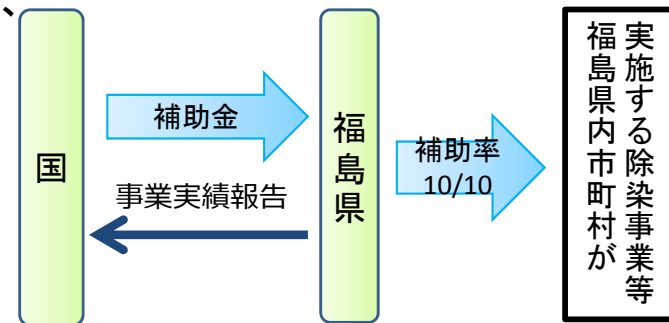 、
国
補助金
事業実績報告
福島県
補助率
10/10
福島県内市町村が
実施する除染事業等